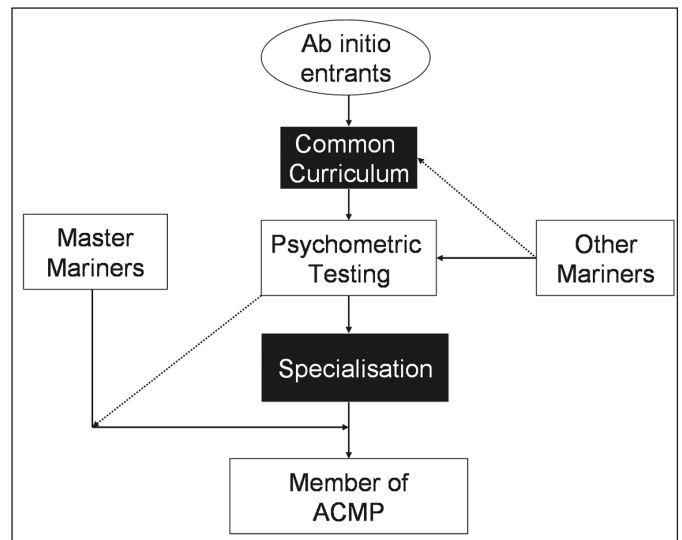 Ab initio
entrants
Common
Curriculum
Master
Mariners
Psychometric
Testing
Other
Mariners
Specialisation
Member of
ACMP